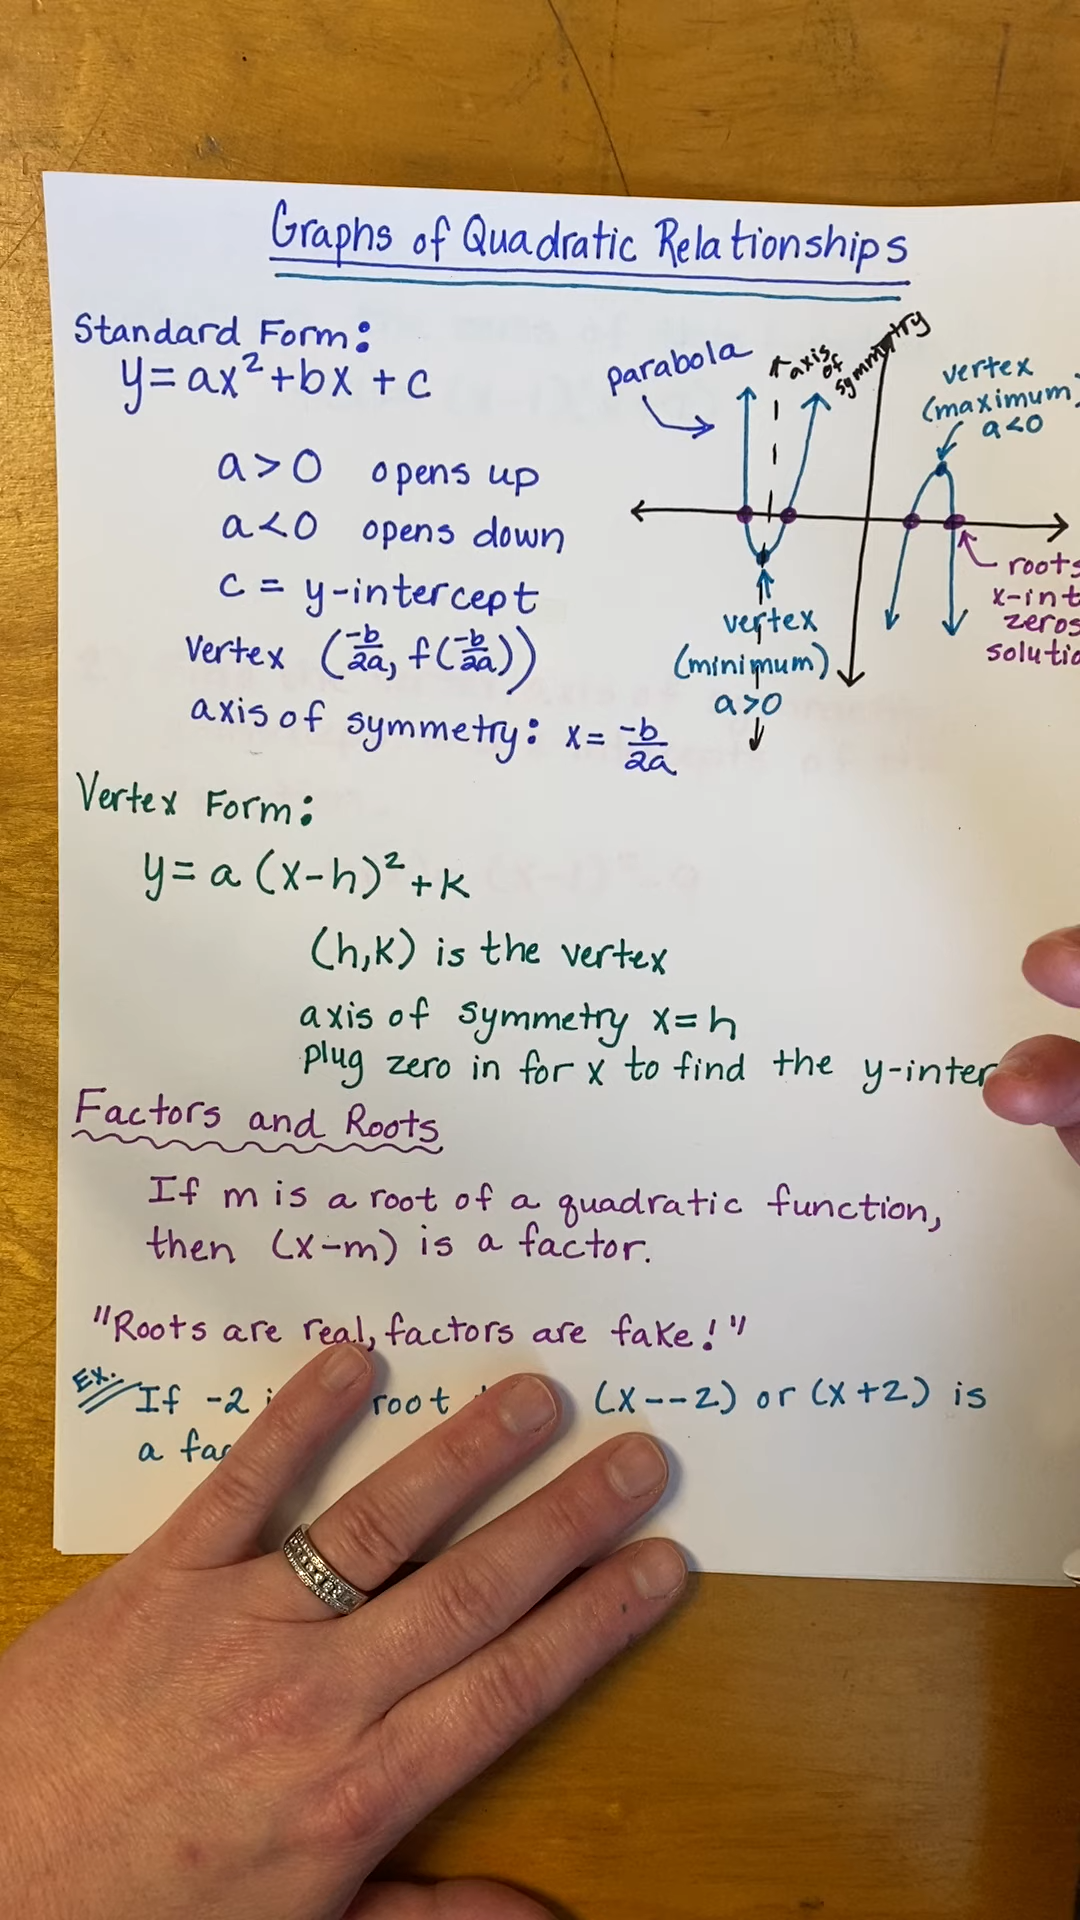 Graphs of Quadratic Relationships
Standard Form:
y=ax²+bx+c
a>0 opens up
a<0 opens down
c = y-intercept
vertex (-b/2a, f(-b/2a))
axis of symmetry: x= -b/2a
parabola
axis
of
symmetry
vertex
(maximum)
a<0
roots
x-int
zeros
vertex
(minimum)
a>0
Vertex Form:
y=a(x-h)²+k
(h,k) is the vertex
axis of symmetry x=h
plug zero in for x to find the y-inter
Factors and Roots
If m is a root of a quadratic function,
then (x-m) is a factor.
"Roots are real, factors are fake!"
Ex.
If -2 root (x--2) or (x+2) is
a